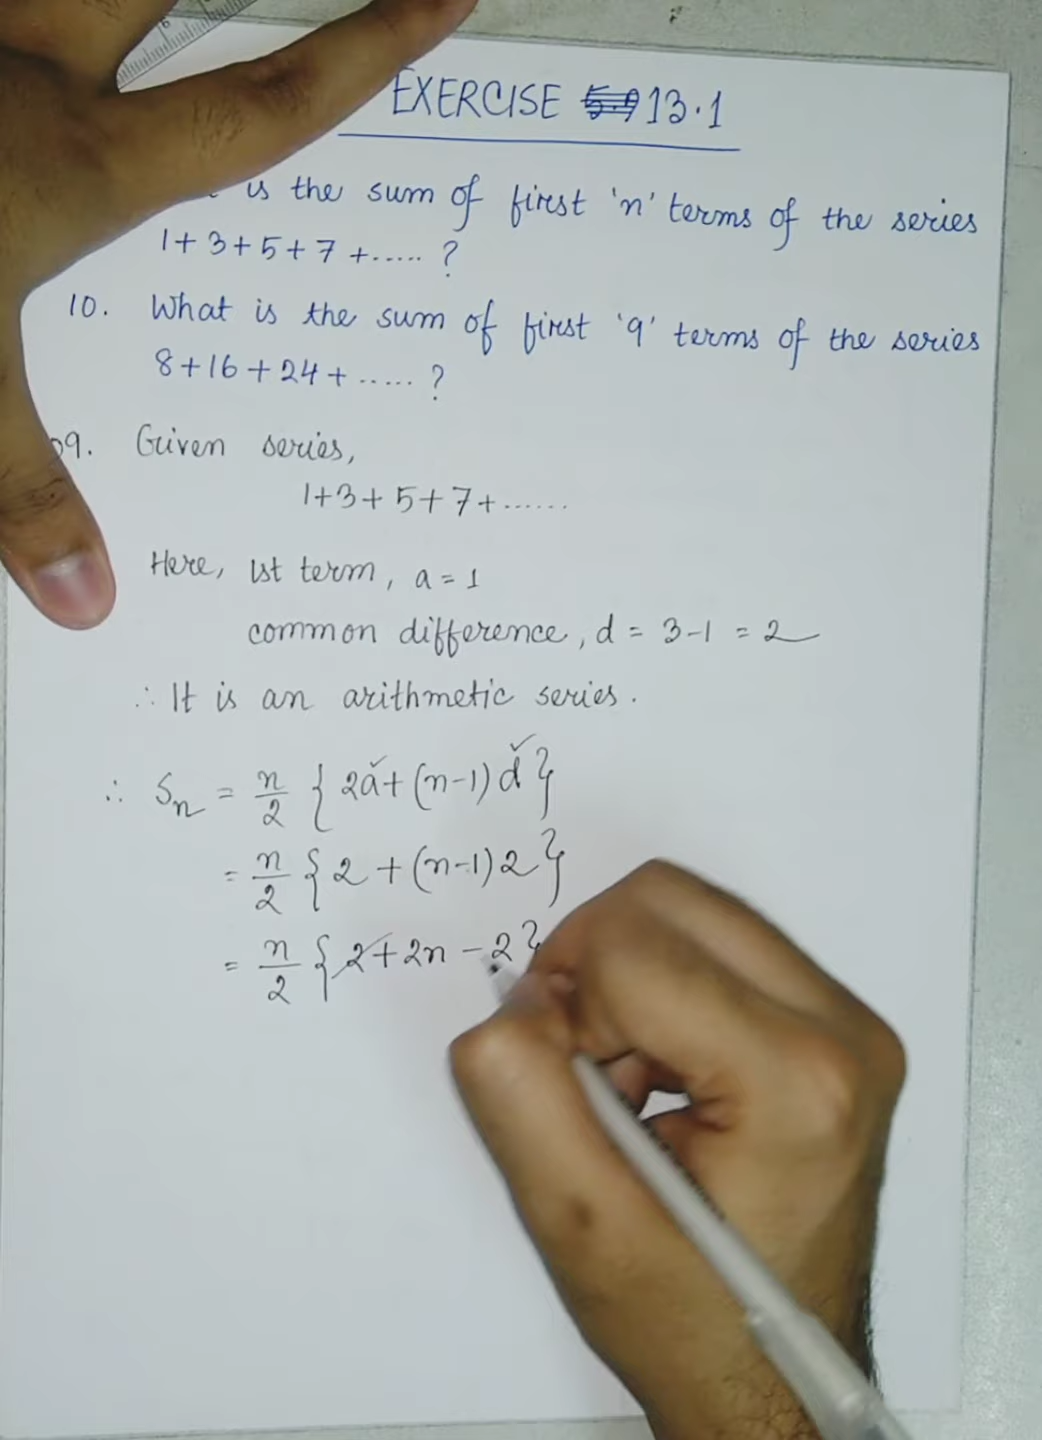 EXERCISE 13.1
is the sum of first 'n' terms of the series
1+3+5+7+..... ?
10. What is the sum of first '9' terms of the series
8+16+24+ ..... ?
09. Given series,
1+3+5+7+......
Here, 1st term, a = 1
common difference, d = 3-1 = 2
∴ It is an arithmetic series.
∴ Sn = n/2 { 2a+(n-1)d }
= n/2 { 2 + (n-1)2 }
= n/2 { 2+2n-2 }